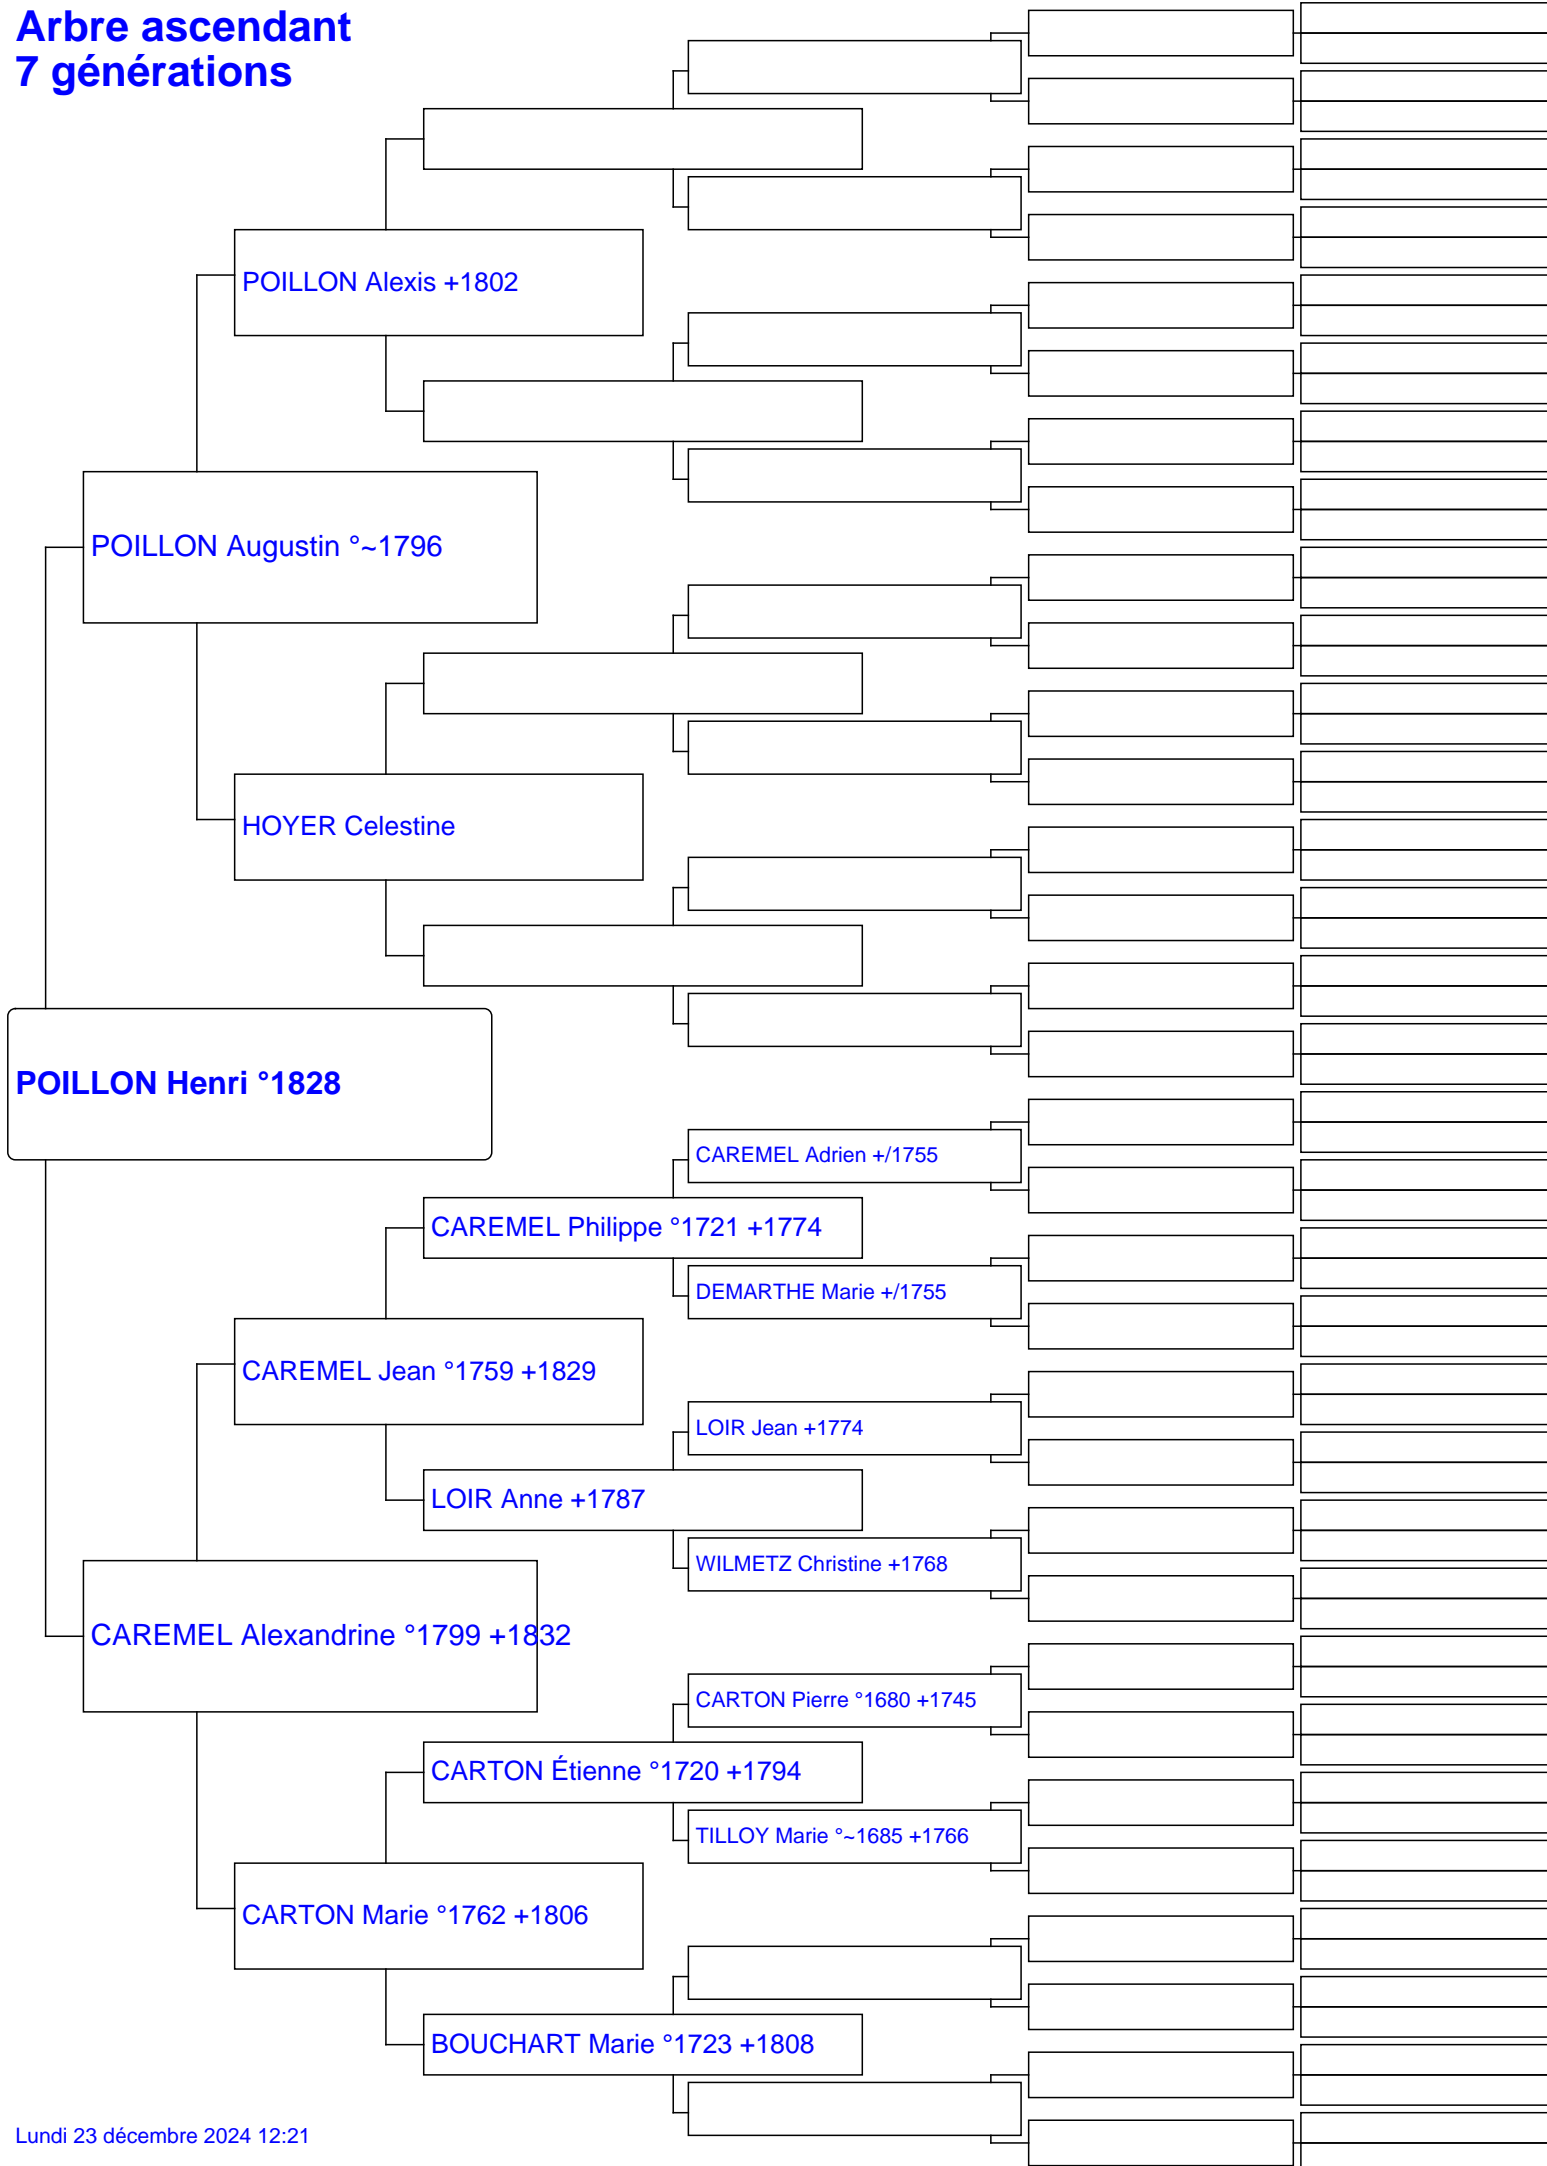 Arbre ascendant
7 générations
POILLON Alexis +1802
POILLON Augustin °~1796
HOYER Celestine
POILLON Henri °1828
CAREMEL Adrien +/1755
CAREMEL Philippe °1721 +1774
DEMARTHE Marie +/1755
CAREMEL Jean °1759 +1829
LOIR Jean +1774
LOIR Anne +1787
WILMETZ Christine +1768
CAREMEL Alexandrine °1799 +1832
CARTON Pierre °1680 +1745
CARTON Étienne °1720 +1794
TILLOY Marie °~1685 +1766
CARTON Marie °1762 +1806
BOUCHART Marie °1723 +1808
Lundi 23 décembre 2024 12:21